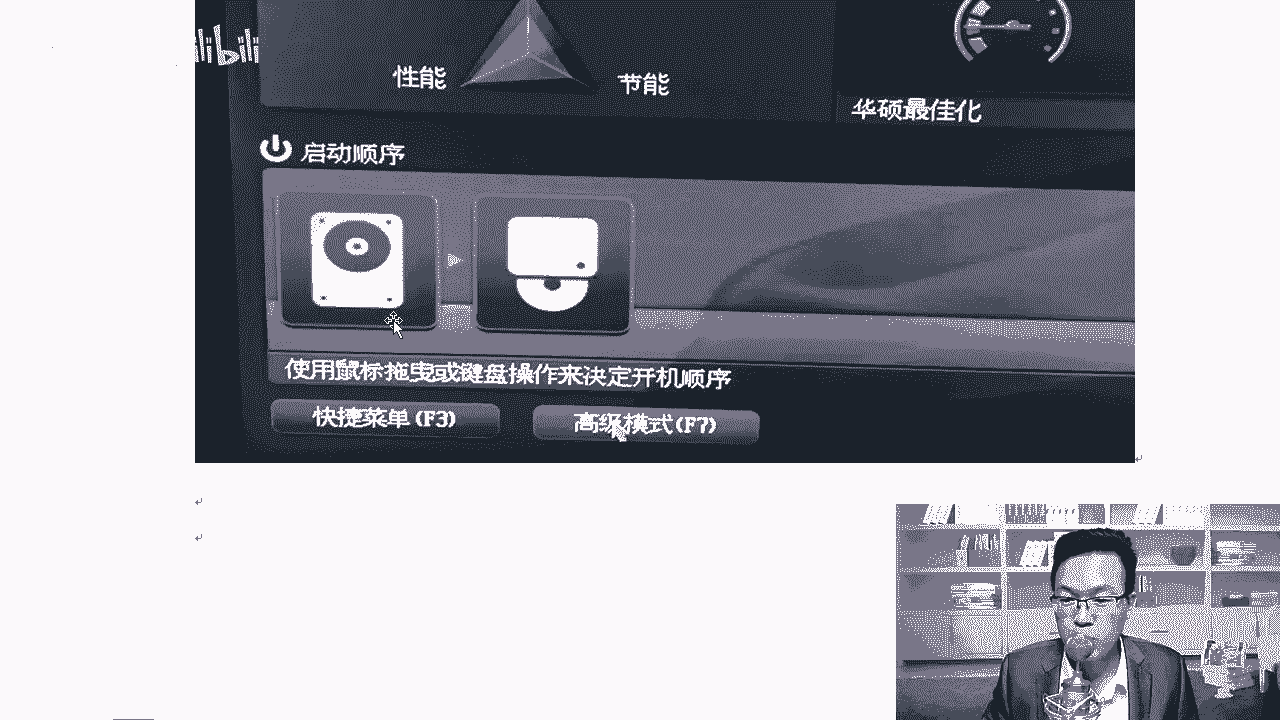 libili
性能
节能
华硕最佳化
启动顺序
使用鼠标拖曳或键盘操作来决定开机顺序
快捷菜单(F3)
高级模式(F7)